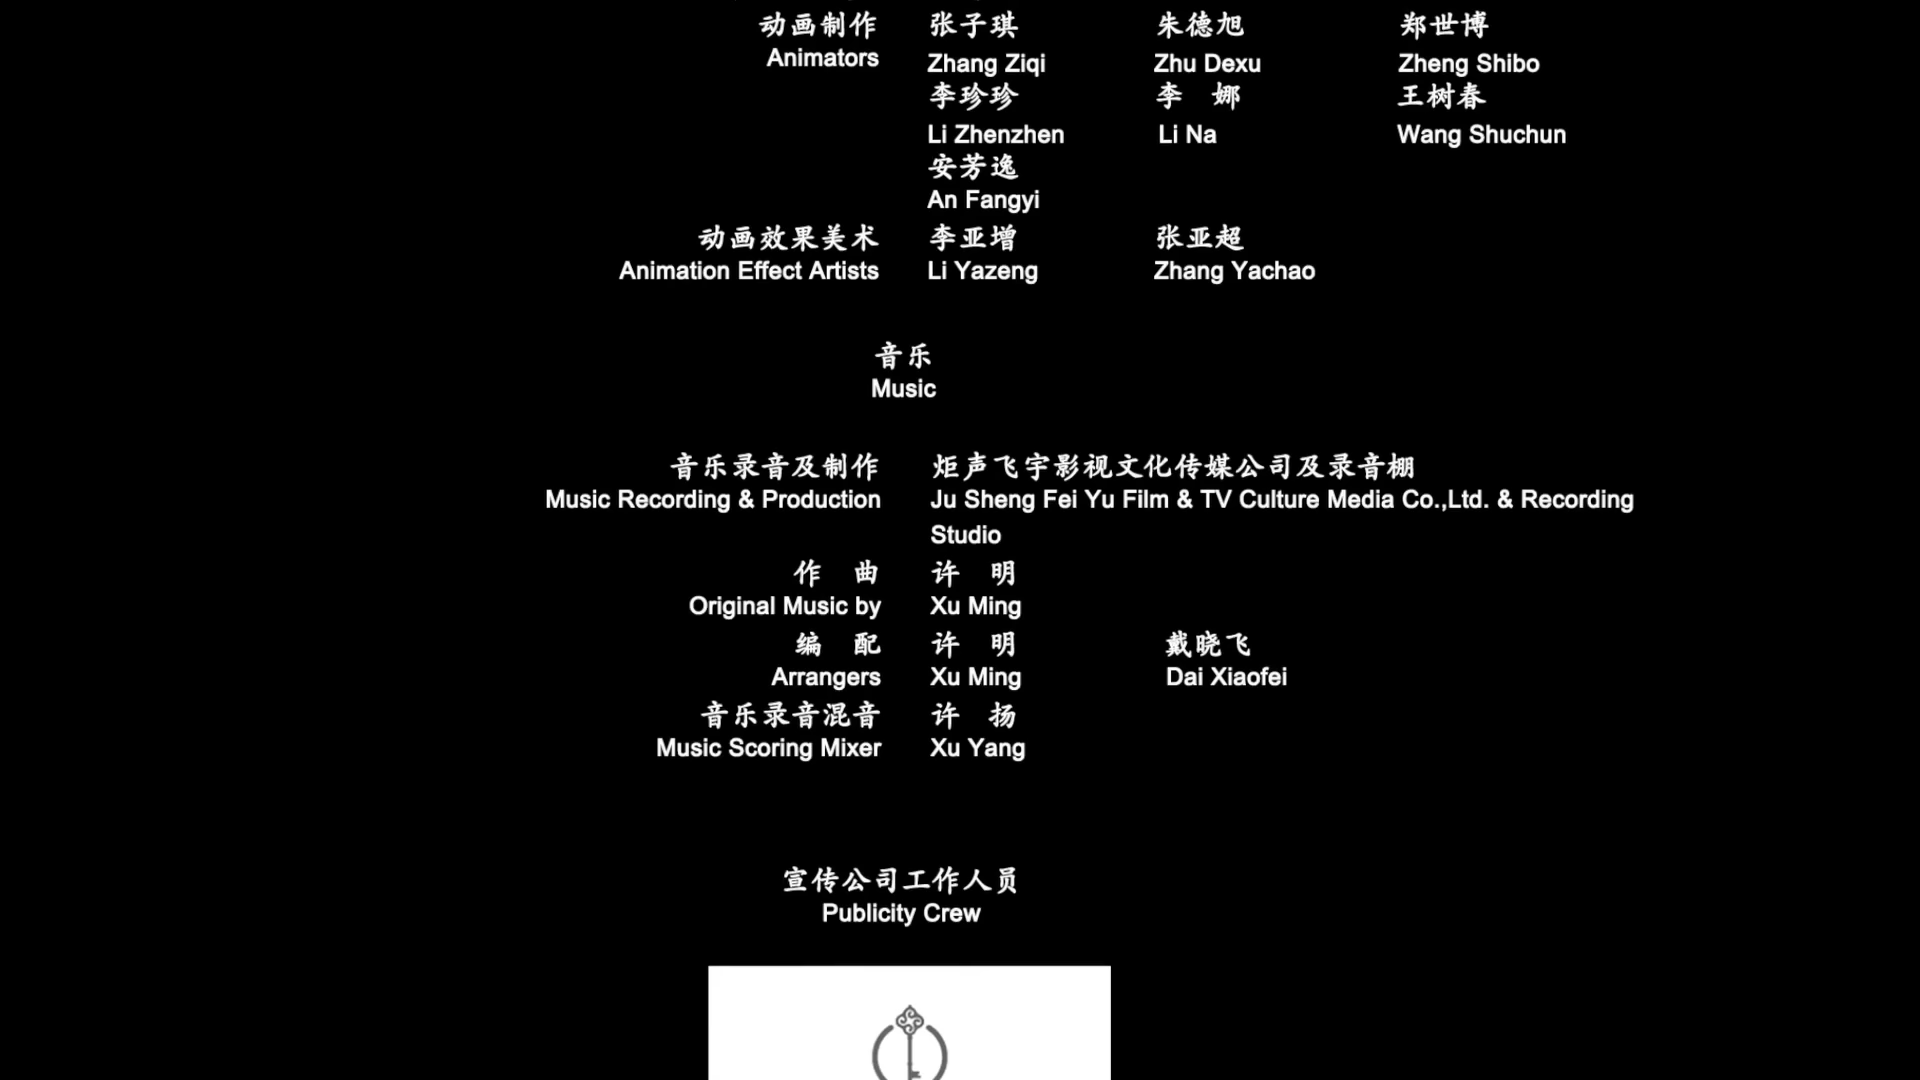 动画制作 张子琪 朱德旭 郑世博
Animators Zhang Ziqi Zhu Dexu Zheng Shibo
李珍珍 李 娜 王树春
Li Zhenzhen Li Na Wang Shuchun
安芳逸
An Fangyi
动画效果美术 李亚增 张亚超
Animation Effect Artists Li Yazeng Zhang Yachao
音乐
Music
音乐录音及制作 炬声飞宇影视文化传媒公司及录音棚
Music Recording & Production Ju Sheng Fei Yu Film & TV Culture Media Co.,Ltd. & Recording
Studio
作 曲 许 明
Original Music by Xu Ming
编 配 许 明 戴晓飞
Arrangers Xu Ming Dai Xiaofei
音乐录音混音 许 扬
Music Scoring Mixer Xu Yang
宣传公司工作人员
Publicity Crew